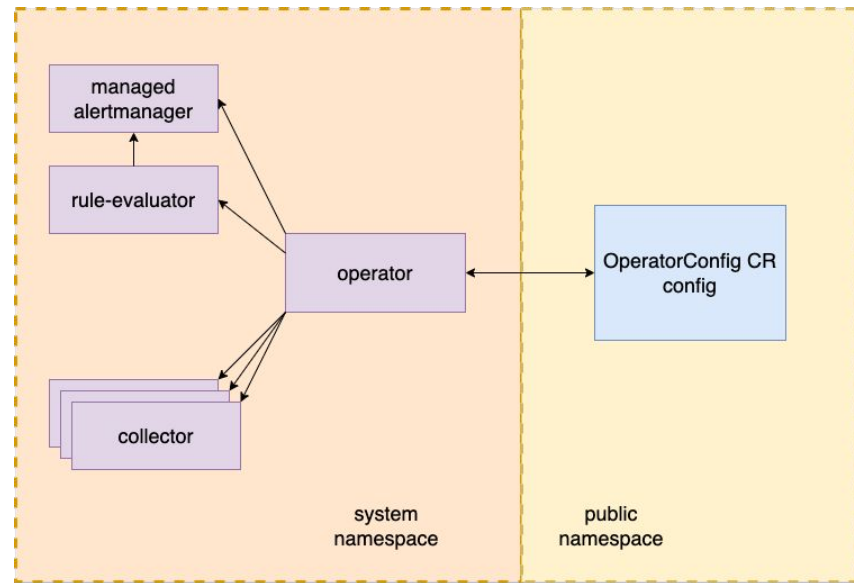 managed
alertmanager
rule-evaluator
operator
OperatorConfig CR
config
collector
system
namespace
public
namespace